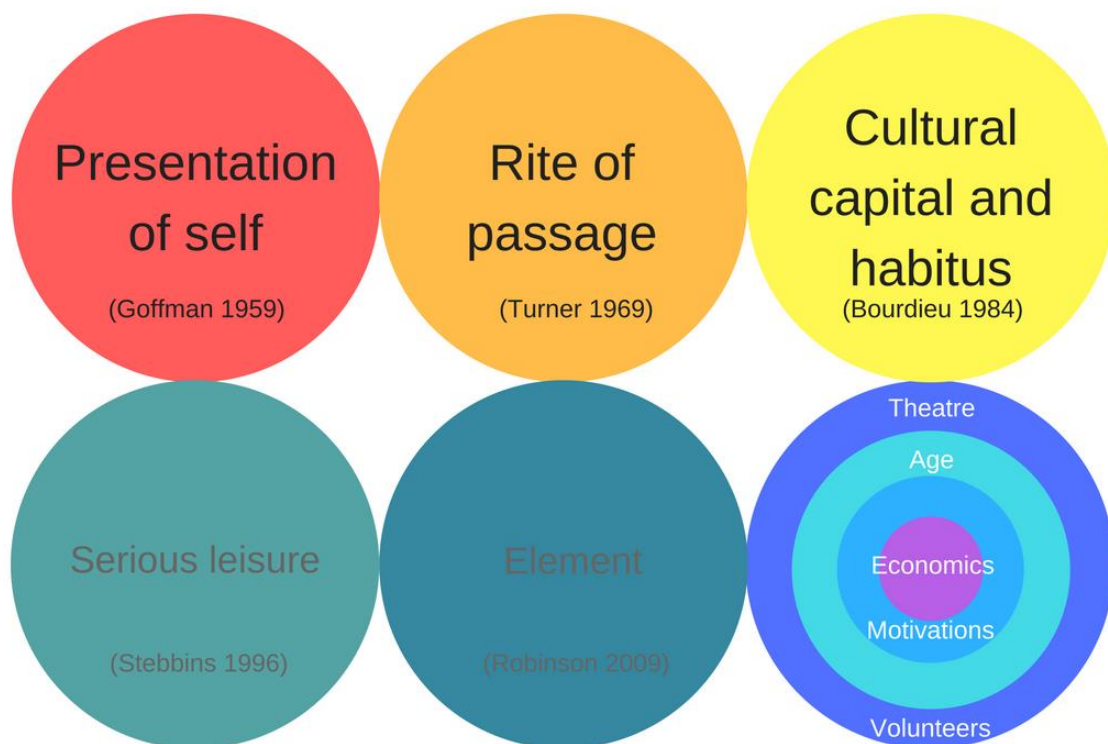 Presentation
of self
(Goffman 1959)
Rite of
passage
(Turner 1969)
Cultural
capital and
habitus
(Bourdieu 1984)
Serious leisure
(Stebbins 1996)
Element
(Robinson 2009)
Theatre
Age
Economics
Motivations
Volunteers